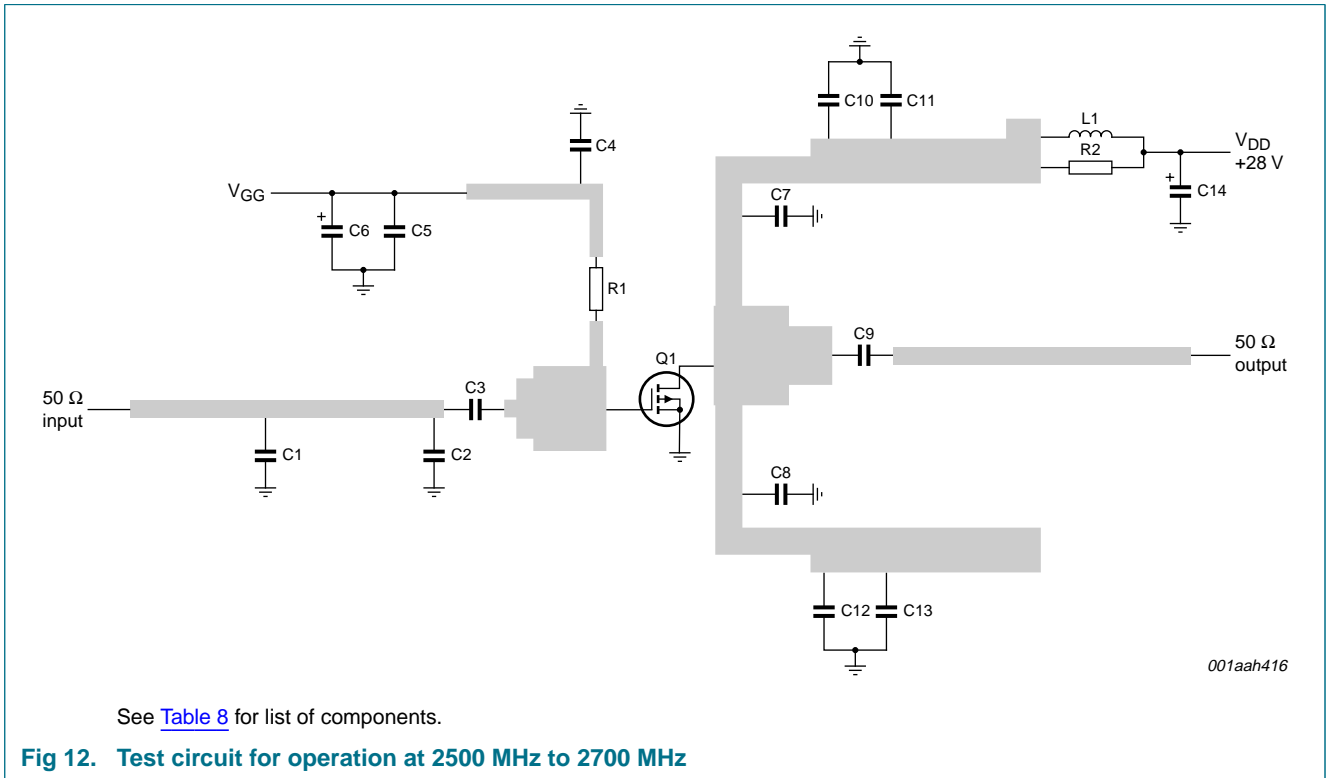 C10
C11
L1
R2
V_DD
+28 V
+
C14
C4
V_GG
+
C6
C5
C7
R1
C9
50 Ω
output
Q1
C3
50 Ω
input
C1
C2
C8
C12
C13
001aah416
See Table 8 for list of components.
Fig 12. Test circuit for operation at 2500 MHz to 2700 MHz